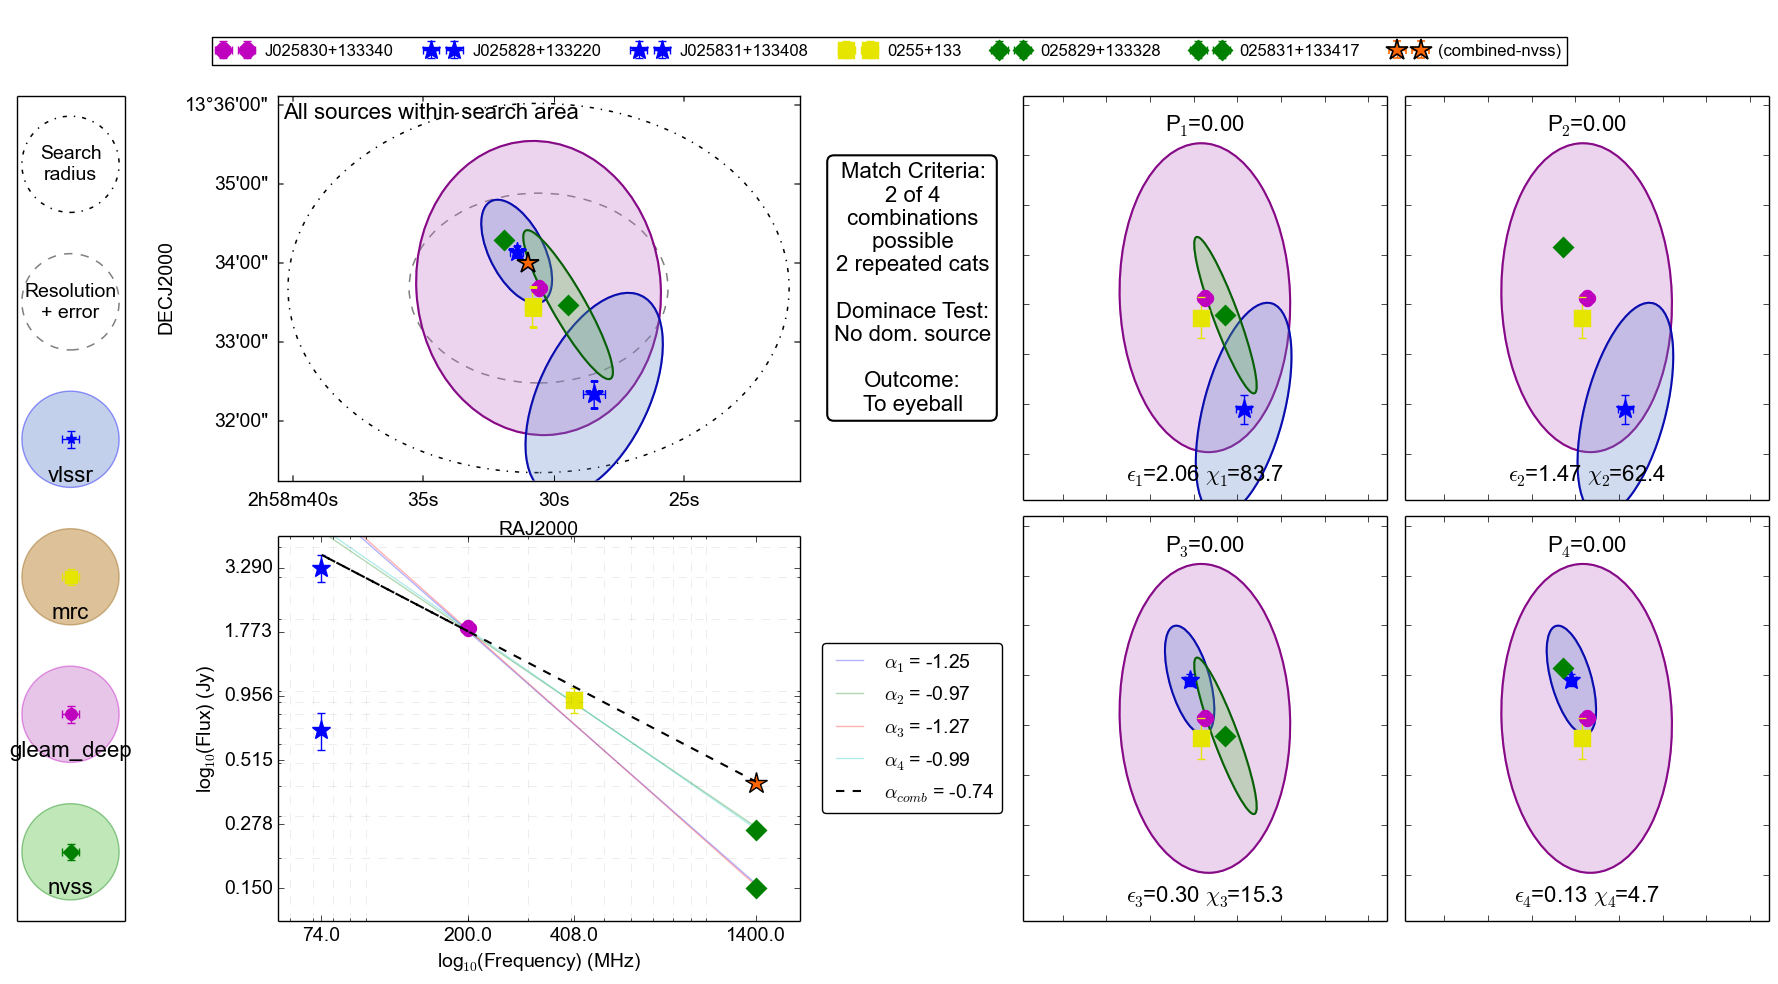 J025830+133340 J025828+133220 J025831+133408 0255+133 025829+133328 025831+133417 (combined-nvss)
Search
radius
Resolution
+ error
vlssr
mrc
gleam_deep
nvss
All sources within search area
13°36'00"
35'00"
34'00"
33'00"
32'00"
DECJ2000
2h58m40s 35s 30s 25s
RAJ2000
Match Criteria:
2 of 4
combinations
possible
2 repeated cats
Dominace Test:
No dom. source
Outcome:
To eyeball
P1=0.00
ϵ1=2.06 χ1=83.7
P2=0.00
ϵ2=1.47 χ2=62.4
3.290
1.773
0.956
0.515
0.278
0.150
log10(Flux) (Jy)
74.0 200.0 408.0 1400.0
log10(Frequency) (MHz)
α1 = -1.25
α2 = -0.97
α3 = -1.27
α4 = -0.99
αcomb = -0.74
P3=0.00
ϵ3=0.30 χ3=15.3
P4=0.00
ϵ4=0.13 χ4=4.7